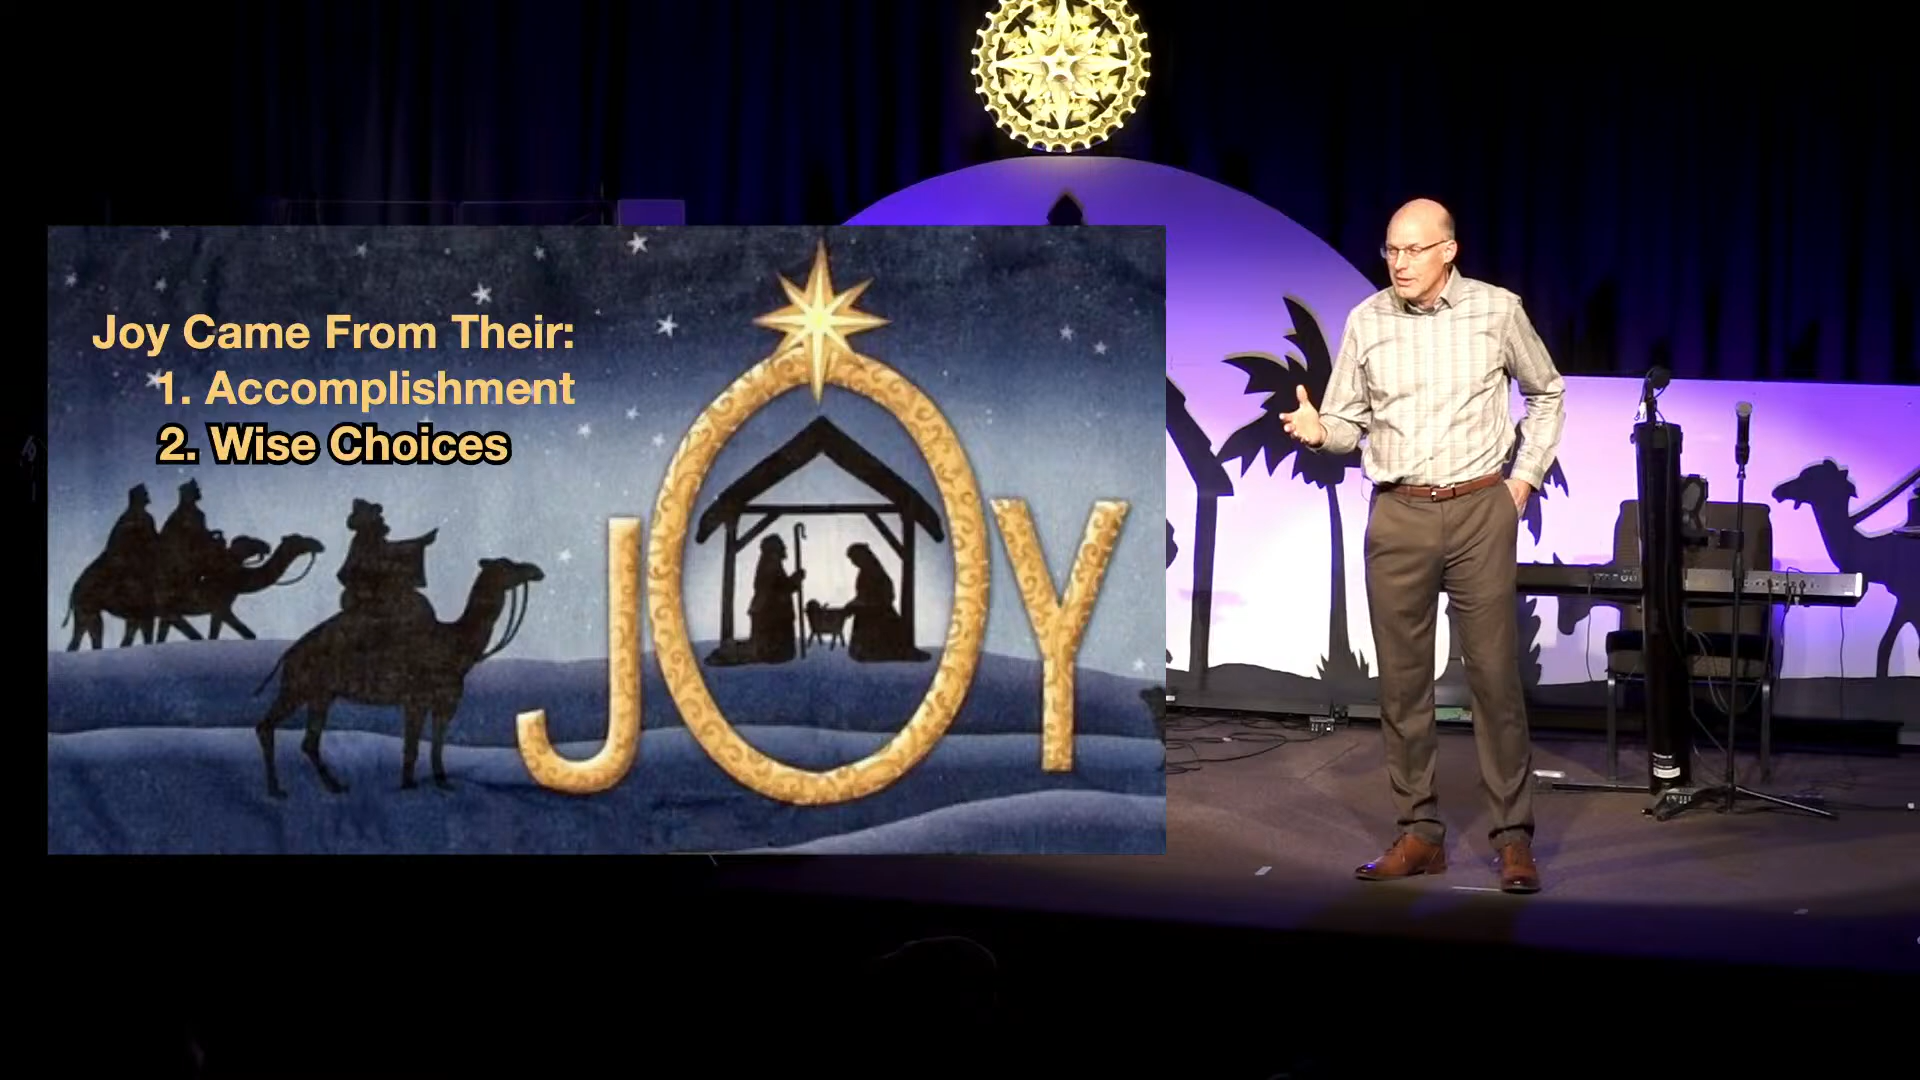 Joy Came From Their:
1. Accomplishment
2. Wise Choices
JOY